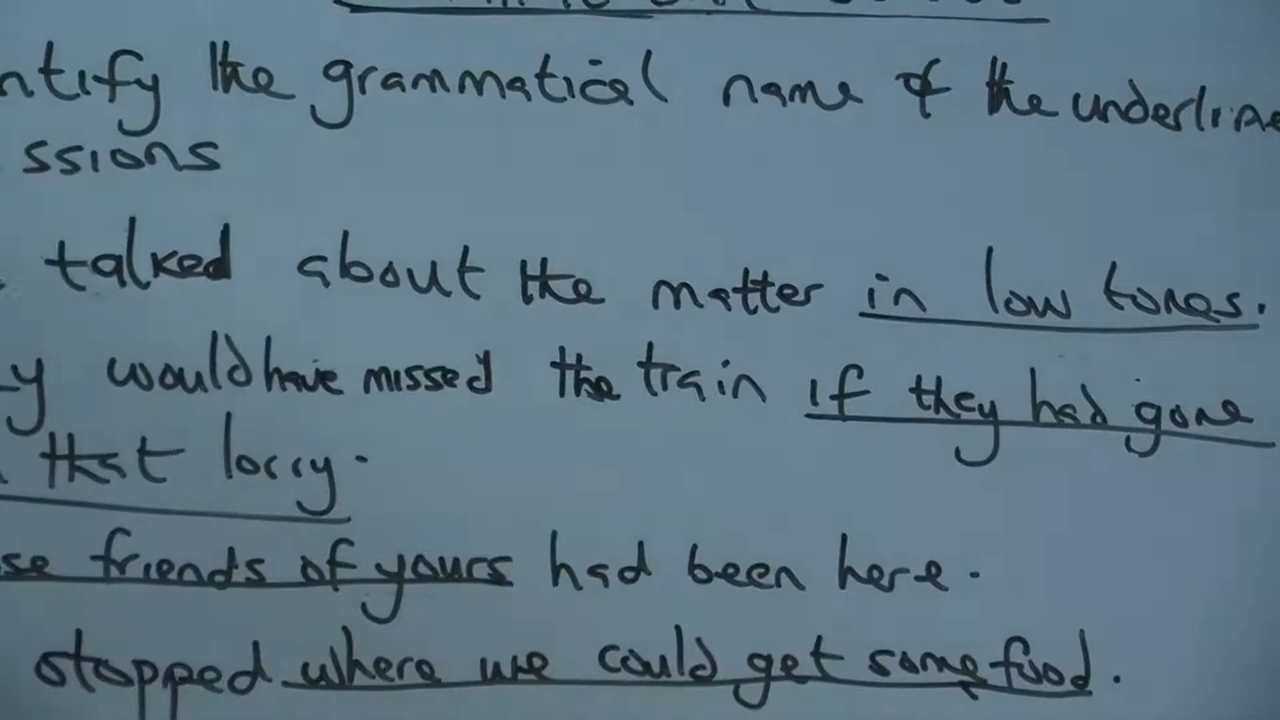 ntify the grammatical name of the underline
ssions
talked about the matter in low tones.
y would have missed the train if they had gone
that lorry.
se friends of yours had been here.
stopped where we could get some food.